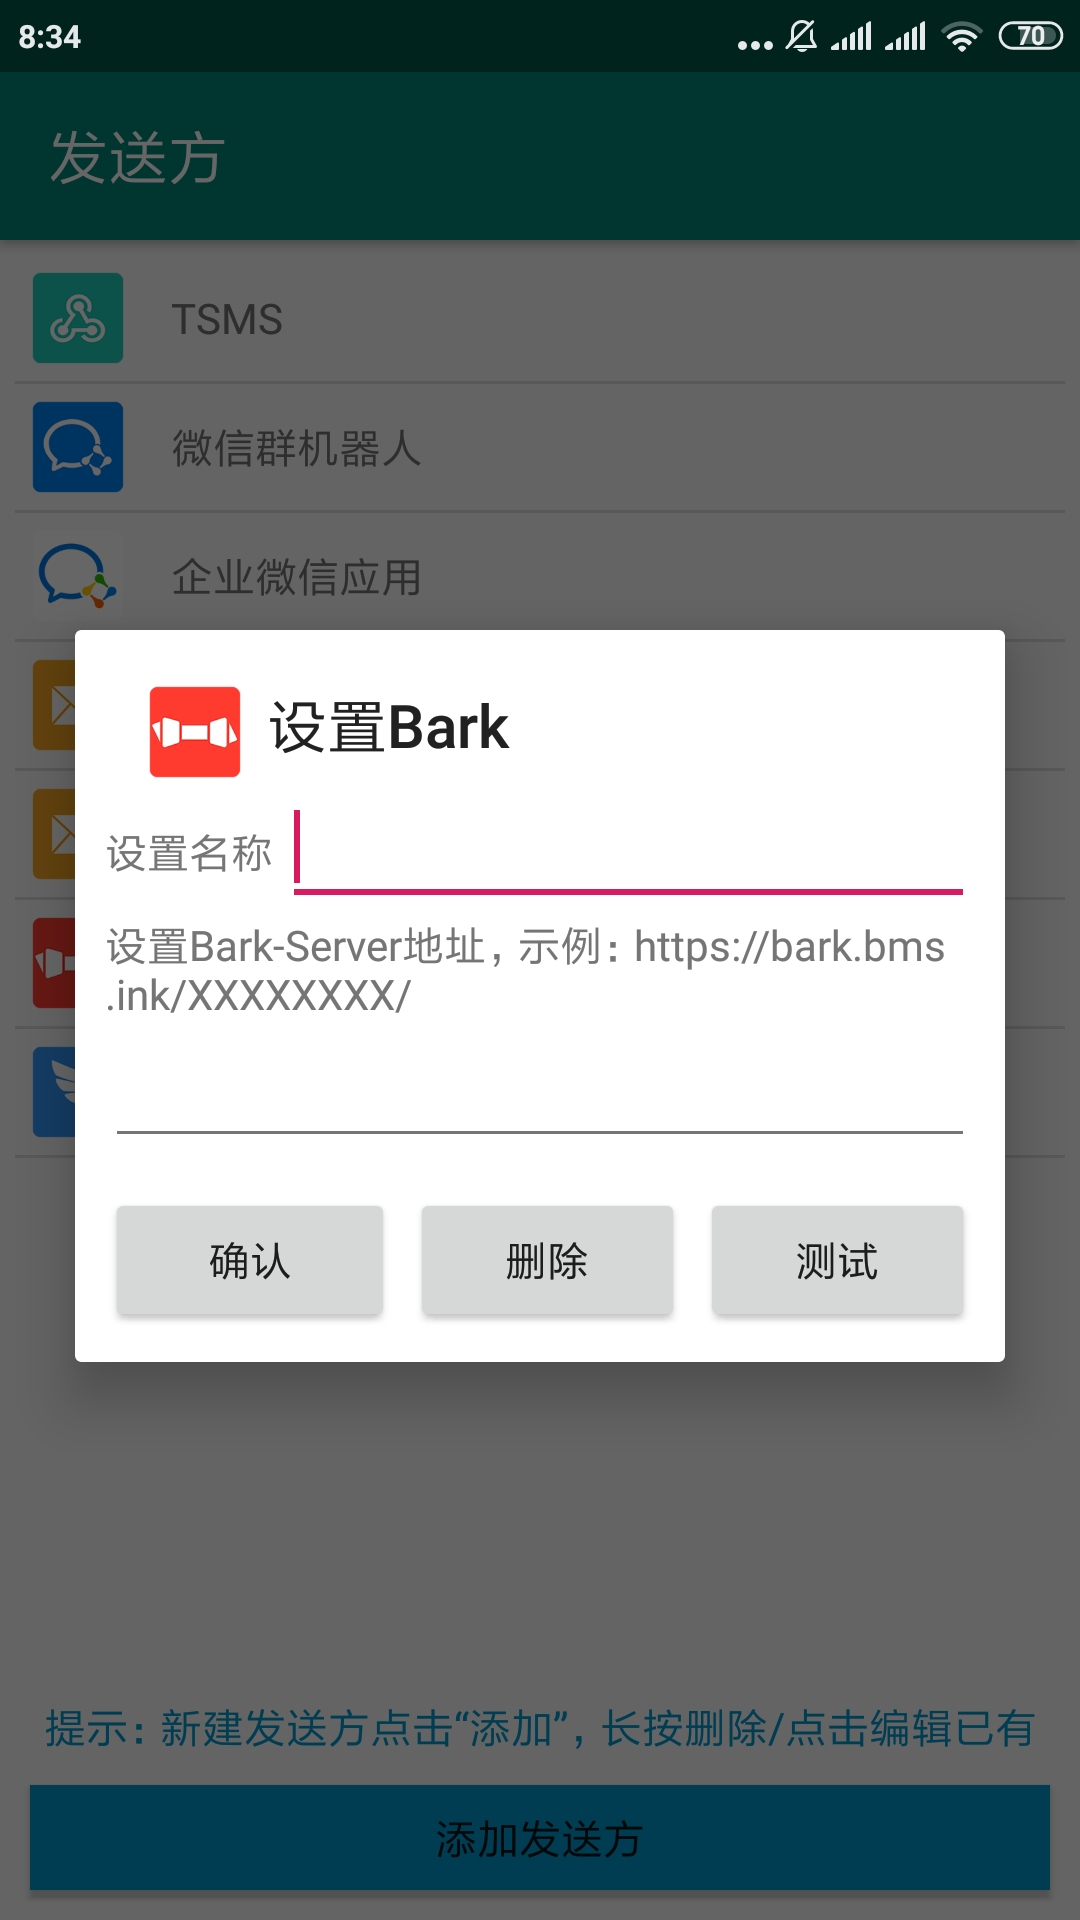 8:34
70
发送方
TSMS
微信群机器人
企业微信应用
设置Bark
设置名称
设置Bark-Server地址，示例：https://bark.bms
.ink/XXXXXXXX/
确认
删除
测试
提示：新建发送方点击“添加”，长按删除/点击编辑已有
添加发送方